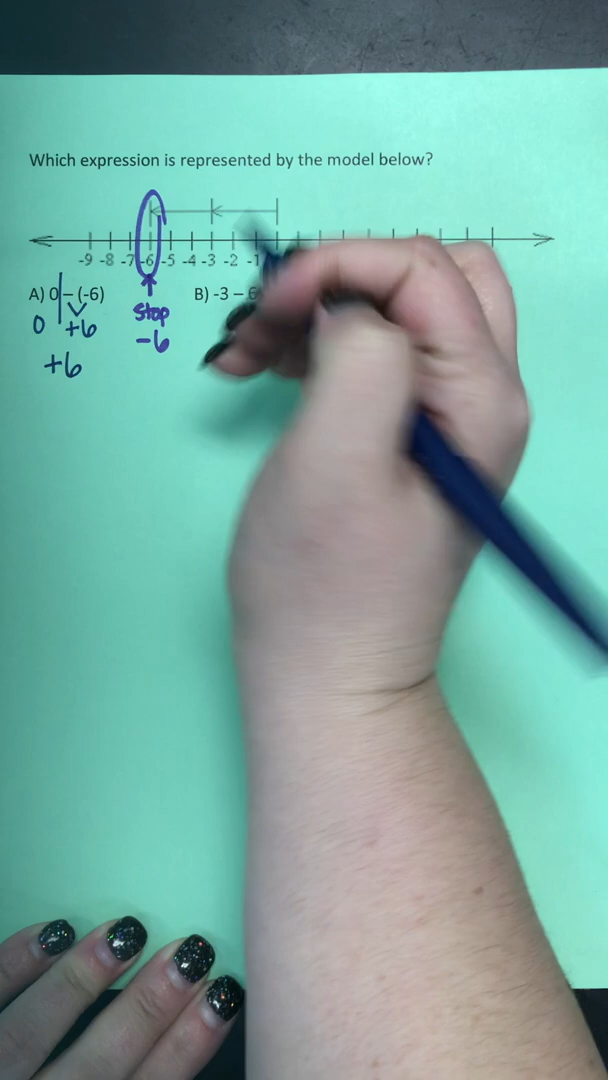 Which expression is represented by the model below?
-9 -8 -7 -6 -5 -4 -3 -2 -1
A) 0 - (-6) B) -3 – 6
0 +6
+6
Stop
-6